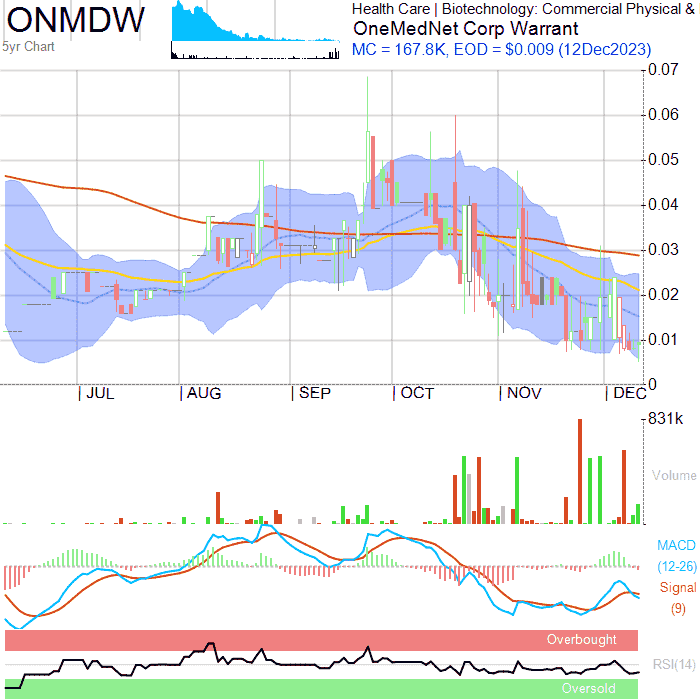 ONMDW
5yr Chart
Health Care | Biotechnology: Commercial Physual &
OneMedNet Corp Warrant
MC = 167.8K, EOD = $0.009 (12Dec2023)
0.07
0.06
0.05
0.04
0.03
0.02
0.01
0
JUL AUG SEP OCT NOV DEC
831k
Volume
MACD
(12-26)
Signal
(9)
Overbought
RSI(14)
Oversold